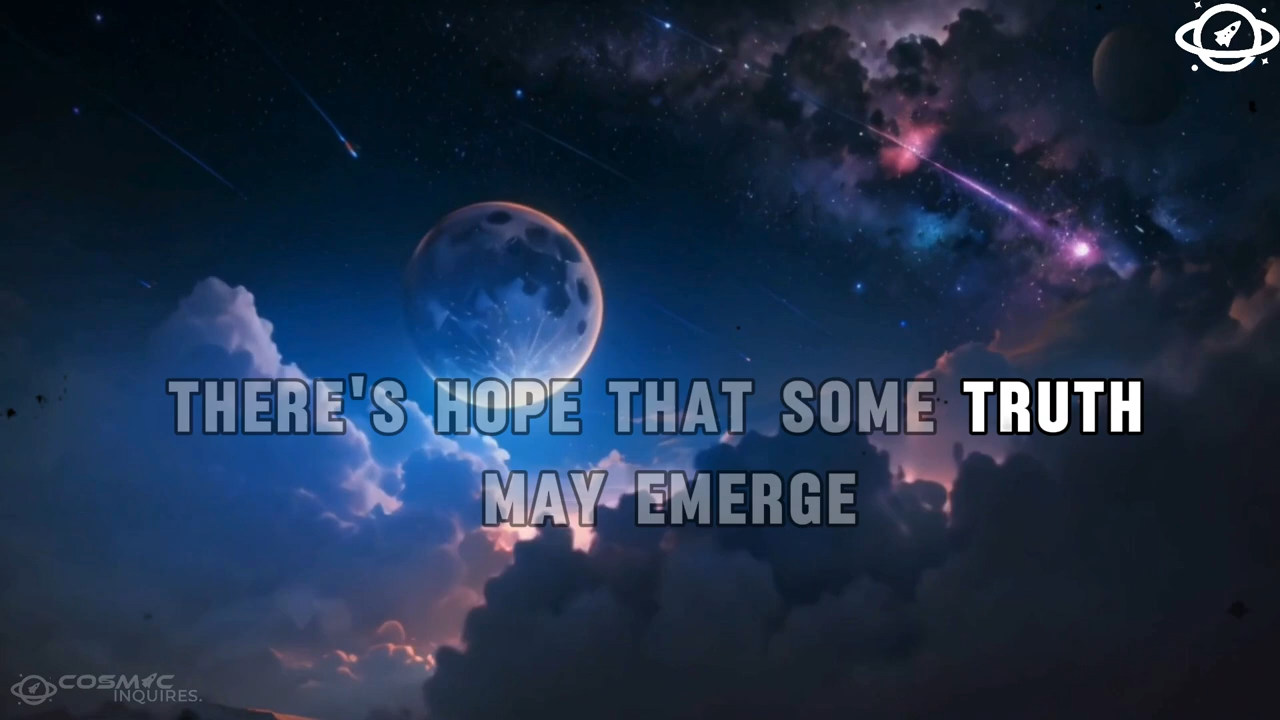 THERE'S HOPE THAT SOME TRUTH
MAY EMERGE
COSMIC
INQUIRES.